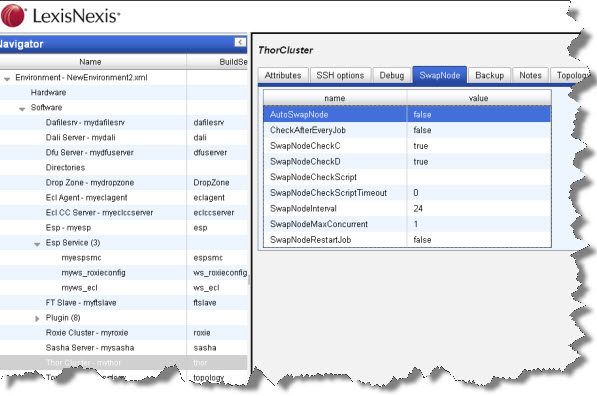 LexisNexis®
Navigator
Name BuildSe
Environment - NewEnvironment2.xml
Hardware
Software
Dafilesrv - mydafilesrv dafilesrv
Dali Server - mydali dali
Dfu Server - mydfuserver dfuserver
Directories
Drop Zone - mydropzone DropZone
Ecl Agent - myeclagent eclagent
Ecl CC Server - myeclccserver eclccserver
Esp - myesp esp
Esp Service (3)
myespsmc espsmc
myws_roxieconfig ws_roxieconfig
myws_ecl ws_ecl
FT Slave - myftslave ftslave
Plugin (8)
Roxie Cluster - myroxie roxie
Sasha Server - mysasha sasha
Thor Cluster - mythor thor
topology
ThorCluster
Attributes SSH options Debug SwapNode Backup Notes Topology
name value
AutoSwapNode false
CheckAfterEveryJob false
SwapNodeCheckC true
SwapNodeCheckD true
SwapNodeCheckScript
SwapNodeCheckScriptTimeout 0
SwapNodeInterval 24
SwapNodeMaxConcurrent 1
SwapNodeRestartJob false